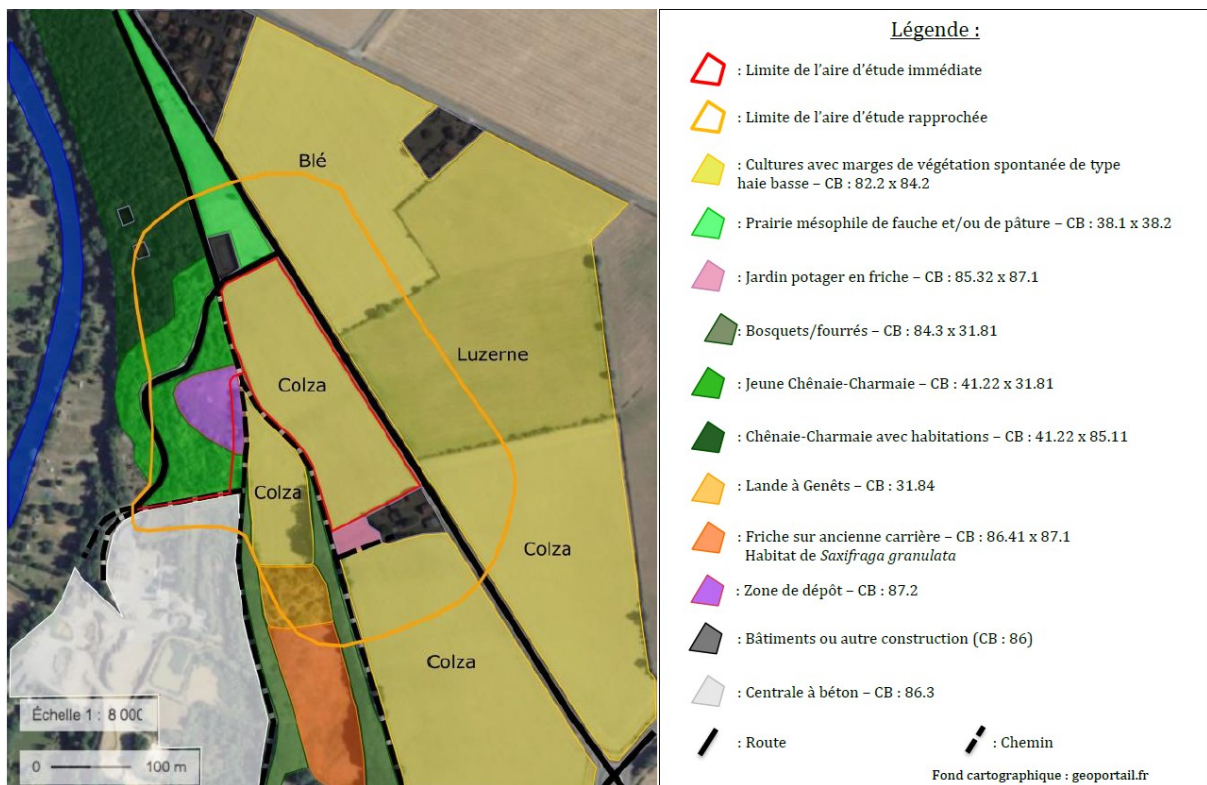 Blé
Luzerne
Colza
Colza
Colza
Colza
Échelle 1 : 8 000
0 100 m
Légende :
: Limite de l'aire d'étude immédiate
: Limite de l'aire d'étude rapprochée
: Cultures avec marges de végétation spontanée de type
haie basse – CB : 82.2 x 84.2
: Prairie mésophile de fauche et/ou de pâture – CB : 38.1 x 38.2
: Jardin potager en friche – CB : 85.32 x 87.1
: Bosquets/fourrés – CB : 84.3 x 31.81
: Jeune Chênaie-Charmaie – CB : 41.22 x 31.81
: Chênaie-Charmaie avec habitations – CB : 41.22 x 85.11
: Lande à Genêts – CB : 31.84
: Friche sur ancienne carrière – CB : 86.41 x 87.1
Habitat de Saxifraga granulata
: Zone de dépôt – CB : 87.2
: Bâtiments ou autre construction (CB : 86)
: Centrale à béton – CB : 86.3
: Route
: Chemin
Fond cartographique : geoportail.fr